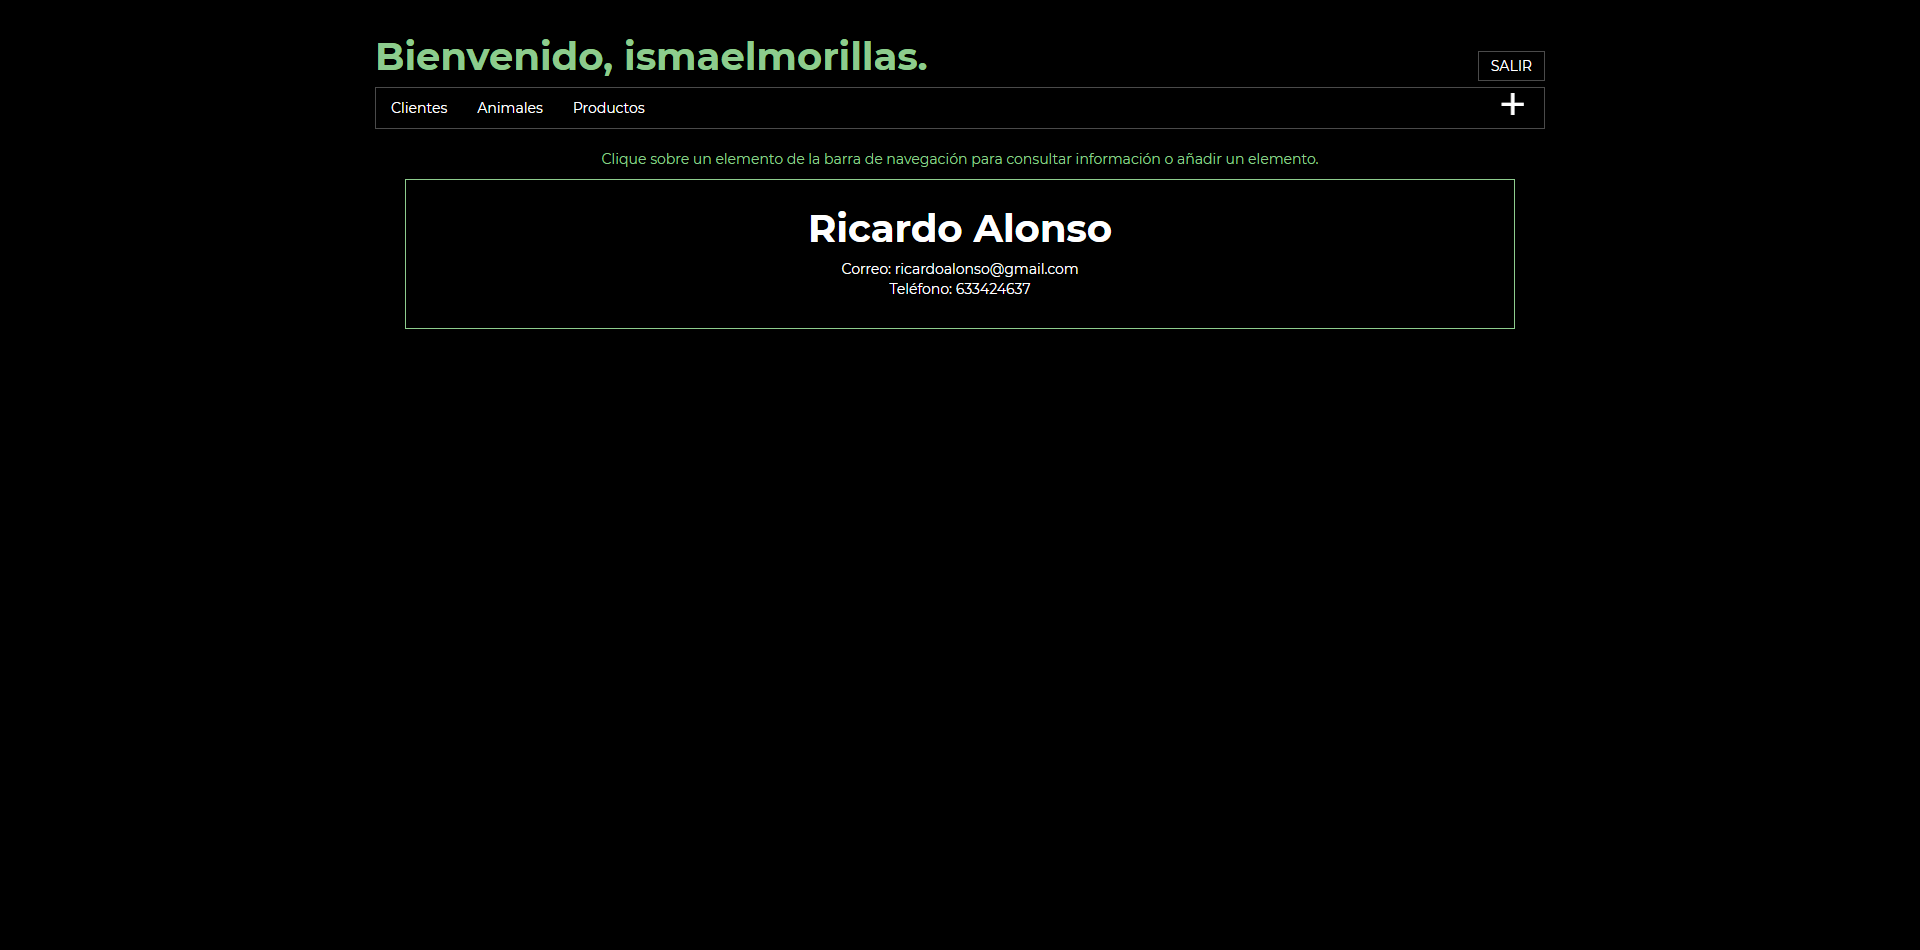 Bienvenido, ismaelmorillas.
SALIR
Clientes Animales Productos +
Clique sobre un elemento de la barra de navegación para consultar información o añadir un elemento.
Ricardo Alonso
Correo: ricardoalonso@gmail.com
Teléfono: 633424637